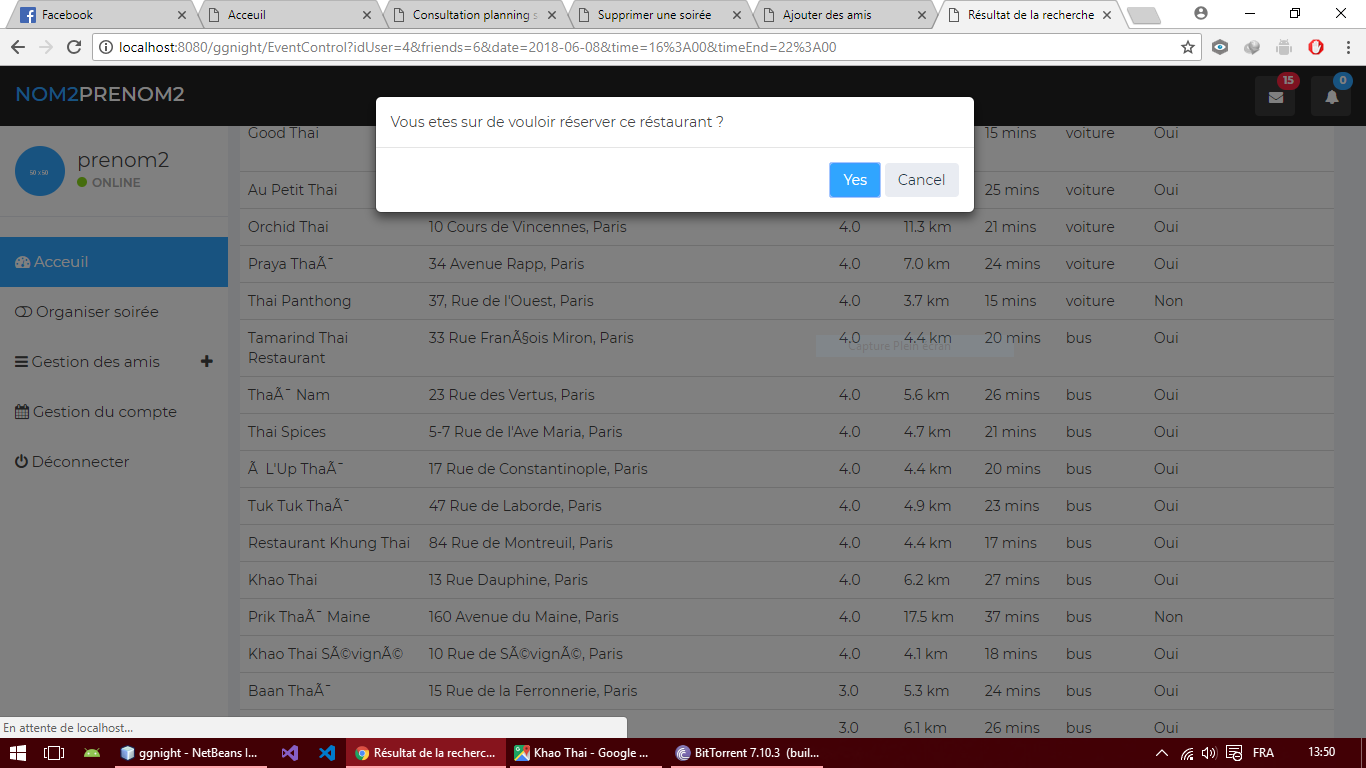 Facebook
Acceuil
Consultation planning s
Supprimer une soirée
Ajouter des amis
Résultat de la recherche
localhost:8080/ggnight/EventControl?idUser=4&friends=6&date=2018-06-08&time=16%3A00&timeEnd=22%3A00
NOM2PRENOM2
15
0
50 x 50
prenom2
ONLINE
Acceuil
Organiser soirée
Gestion des amis
Gestion du compte
Déconnecter
Vous etes sur de vouloir réserver ce réstaurant ?
Yes
Cancel
Good Thai 15 mins voiture Oui
Au Petit Thai 25 mins voiture Oui
Orchid Thai 10 Cours de Vincennes, Paris 4.0 11.3 km 21 mins voiture Oui
Praya ThaÃ¯ 34 Avenue Rapp, Paris 4.0 7.0 km 24 mins voiture Oui
Thai Panthong 37, Rue de l'Ouest, Paris 4.0 3.7 km 15 mins voiture Non
Tamarind Thai 33 Rue FranÃ§ois Miron, Paris 4.0 4.4 km 20 mins bus Oui
Restaurant
Capture Plein écran
ThaÃ¯ Nam 23 Rue des Vertus, Paris 4.0 5.6 km 26 mins bus Oui
Thai Spices 5-7 Rue de l'Ave Maria, Paris 4.0 4.7 km 21 mins bus Oui
Ã L'Up ThaÃ¯ 17 Rue de Constantinople, Paris 4.0 4.4 km 20 mins bus Oui
Tuk Tuk ThaÃ¯ 47 Rue de Laborde, Paris 4.0 4.9 km 23 mins bus Oui
Restaurant Khung Thai 84 Rue de Montreuil, Paris 4.0 4.4 km 17 mins bus Oui
Khao Thai 13 Rue Dauphine, Paris 4.0 6.2 km 27 mins bus Oui
Prik ThaÃ¯ Maine 160 Avenue du Maine, Paris 4.0 17.5 km 37 mins bus Non
Khao Thai SÃ©vignÃ© 10 Rue de SÃ©vignÃ©, Paris 4.0 4.1 km 18 mins bus Oui
Baan ThaÃ¯ 15 Rue de la Ferronnerie, Paris 3.0 5.3 km 24 mins bus Oui
3.0 6.1 km 26 mins bus Oui
En attente de localhost...
ggnight - NetBeans I...
Résultat de la recherc...
Khao Thai - Google ...
BitTorrent 7.10.3 (buil...
FRA
13:50